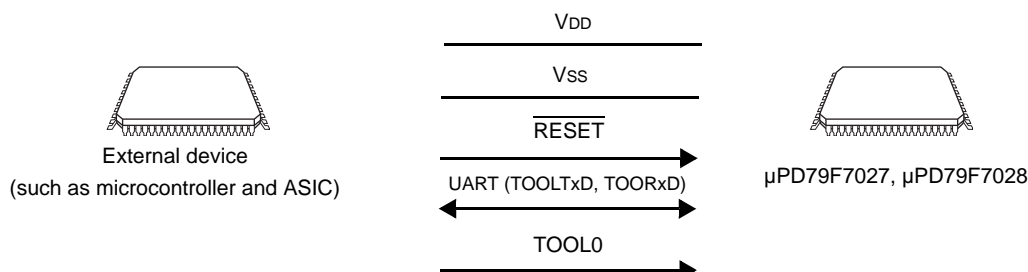 VDD
VSS
RESET
External device
(such as microcontroller and ASIC)
UART (TOOLTxD, TOORxD)
µPD79F7027, µPD79F7028
TOOL0